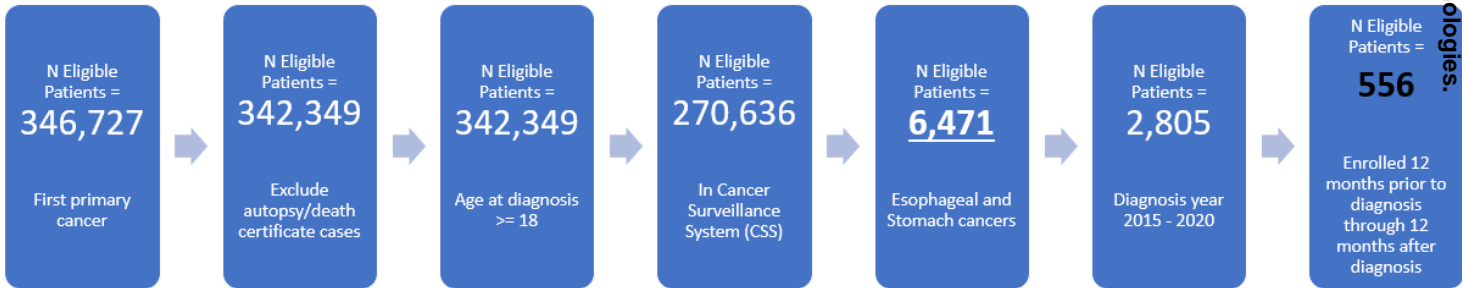 N Eligible
Patients =
346,727
First primary
cancer
N Eligible
Patients =
342,349
Exclude
autopsy/death
certificate cases
N Eligible
Patients =
342,349
Age at diagnosis
>= 18
N Eligible
Patients =
270,636
In Cancer
Surveillance
System (CSS)
N Eligible
Patients =
6,471
Esophageal and
Stomach cancers
N Eligible
Patients =
2,805
Diagnosis year
2015 - 2020
N Eligible
Patients =
556
Enrolled 12
months prior to
diagnosis
through 12
months after
diagnosis
ologies.